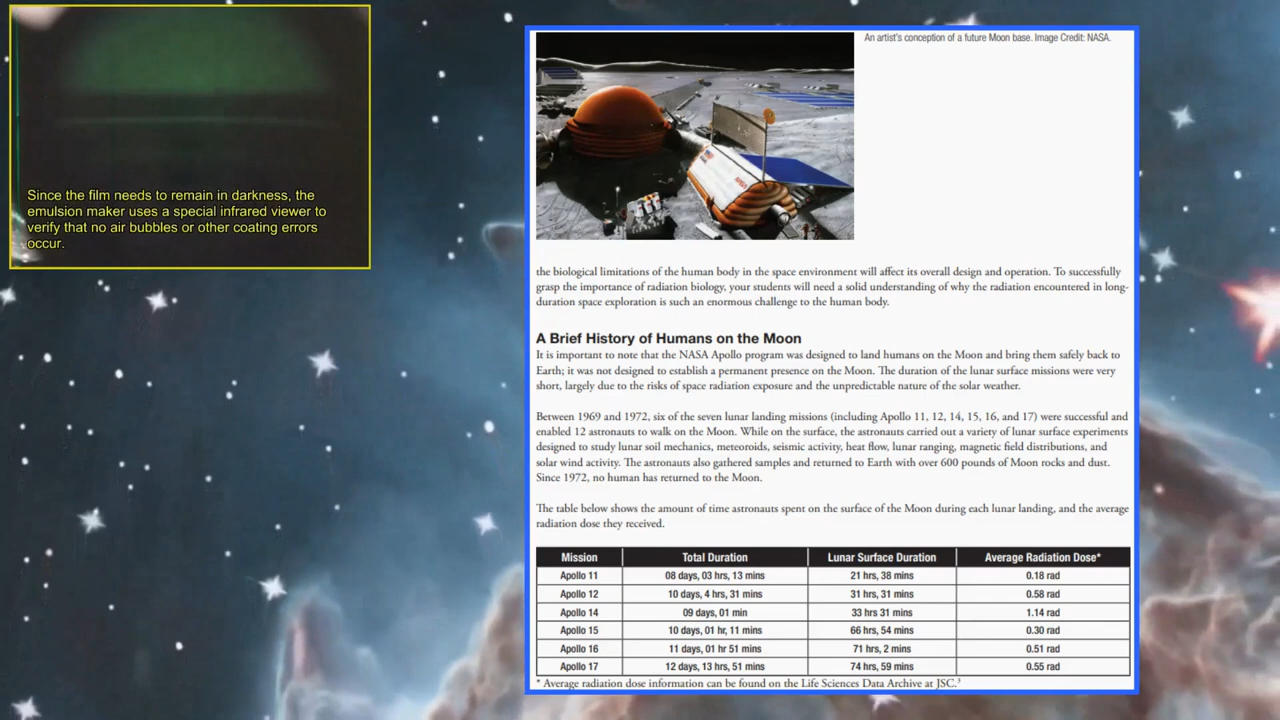 Since the film needs to remain in darkness, the
emulsion maker uses a special infrared viewer to
verify that no air bubbles or other coating errors
occur.
An artist's conception of a future Moon base. Image Credit: NASA.
the biological limitations of the human body in the space environment will affect its overall design and operation. To successfully
grasp the importance of radiation biology, your students will need a solid understanding of why the radiation encountered in long-
duration space exploration is such an enormous challenge to the human body.
A Brief History of Humans on the Moon
It is important to note that the NASA Apollo program was designed to land humans on the Moon and bring them safely back to
Earth; it was not designed to establish a permanent presence on the Moon. The duration of the lunar surface missions were very
short, largely due to the risks of space radiation exposure and the unpredictable nature of the solar weather.
Between 1969 and 1972, six of the seven lunar landing missions (including Apollo 11, 12, 14, 15, 16, and 17) were successful and
enabled 12 astronauts to walk on the Moon. While on the surface, the astronauts carried out a variety of lunar surface experiments
designed to study lunar soil mechanics, meteoroids, seismic activity, heat flow, lunar ranging, magnetic field distributions, and
solar wind activity. The astronauts also gathered samples and returned to Earth with over 600 pounds of Moon rocks and dust.
Since 1972, no human has returned to the Moon.
The table below shows the amount of time astronauts spent on the surface of the Moon during each lunar landing, and the average
radiation dose they received.
Mission Total Duration Lunar Surface Duration Average Radiation Dose*
Apollo 11 08 days, 03 hrs, 13 mins 21 hrs, 38 mins 0.18 rad
Apollo 12 10 days, 4 hrs, 31 mins 31 hrs, 31 mins 0.58 rad
Apollo 14 09 days, 01 min 33 hrs 31 mins 1.14 rad
Apollo 15 10 days, 01 hr, 11 mins 66 hrs, 54 mins 0.30 rad
Apollo 16 11 days, 01 hr 51 mins 71 hrs, 2 mins 0.51 rad
Apollo 17 12 days, 13 hrs, 51 mins 74 hrs, 59 mins 0.55 rad
* Average radiation dose information can be found on the Life Sciences Data Archive at JSC.³